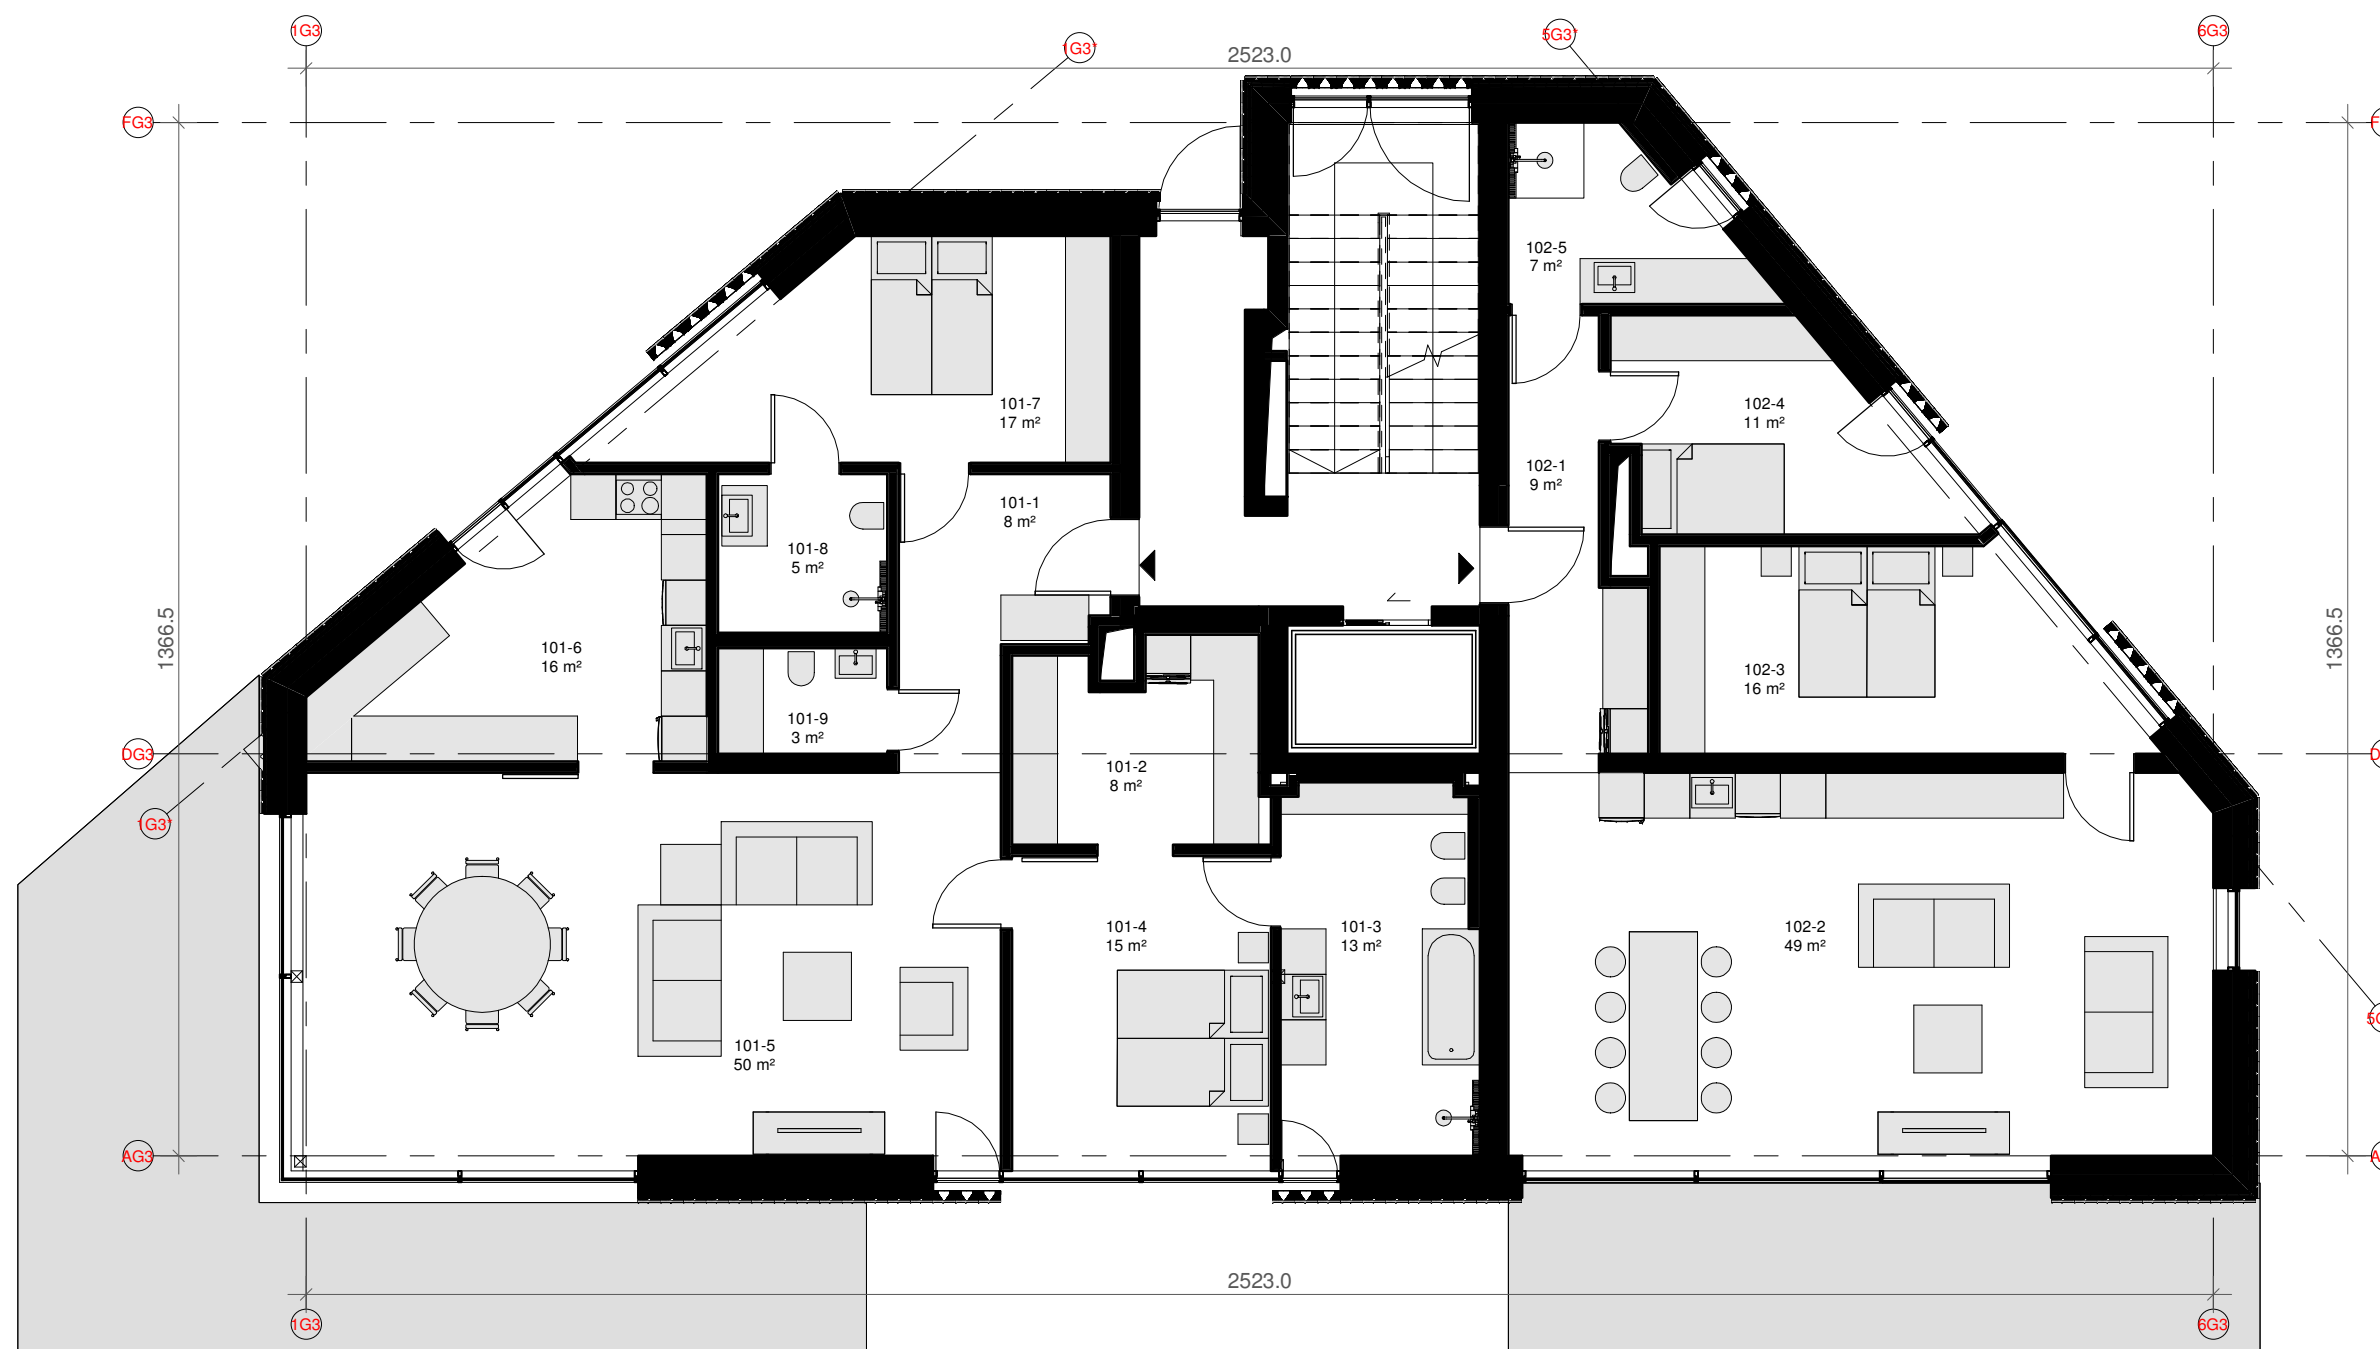 1G3
1G3*
5G3*
6G3
2523.0
FG3
F
102-5
7 m²
101-7
17 m²
102-4
11 m²
102-1
9 m²
101-1
8 m²
101-8
5 m²
1366.5
1366.5
101-6
16 m²
102-3
16 m²
101-9
3 m²
DG3
D
101-2
8 m²
1G3*
101-4
15 m²
101-3
13 m²
102-2
49 m²
5G
101-5
50 m²
AG3
A
2523.0
1G3
6G3